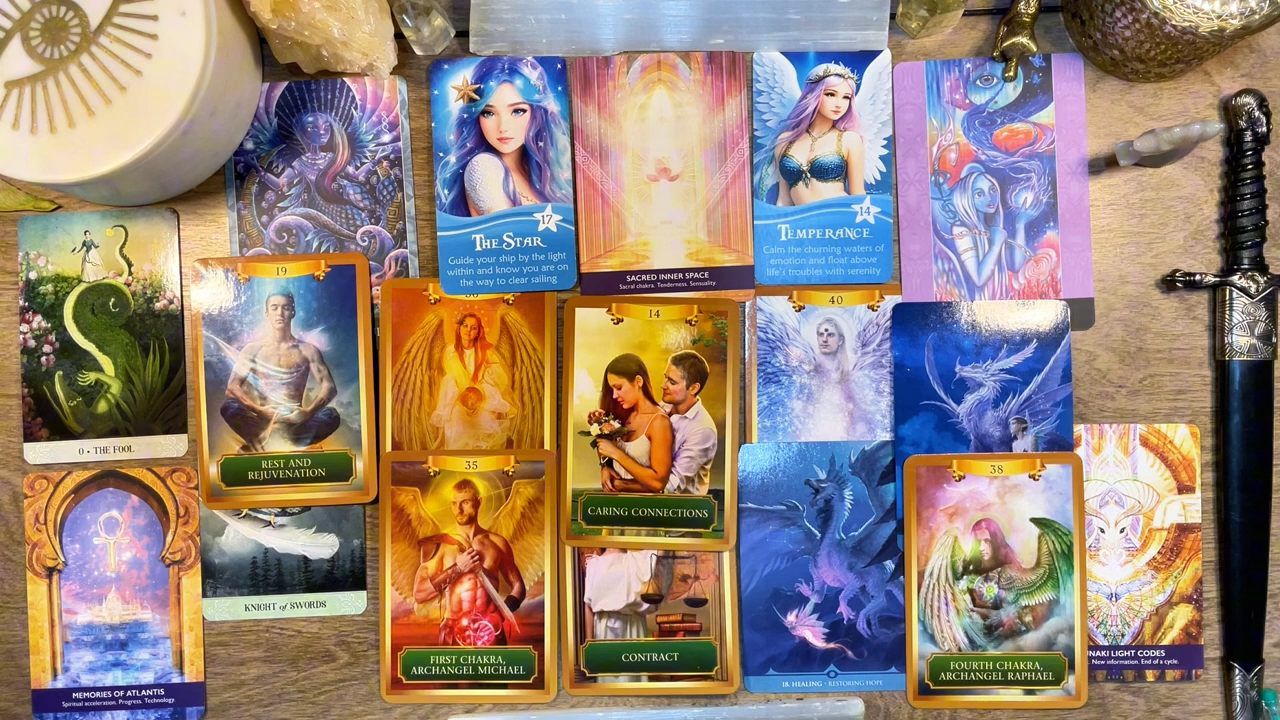 17
THE STAR
Guide your ship by the light
within and know you are on
the way to clear sailing
SACRED INNER SPACE
Sacral chakra. Tenderness. Sensuality.
14
TEMPERANCE
Calm the churning waters of
emotion and float above
life's troubles with serenity
0 • THE FOOL
19
REST AND
REJUVENATION
14
CARING CONNECTIONS
40
KNIGHT of SWORDS
35
FIRST CHAKRA,
ARCHANGEL MICHAEL
CONTRACT
18. HEALING • RESTORING HOPE
38
FOURTH CHAKRA,
ARCHANGEL RAPHAEL
MEMORIES OF ATLANTIS
Spiritual acceleration. Progress. Technology
UNAKI LIGHT CODES
. New information. End of a cycle.